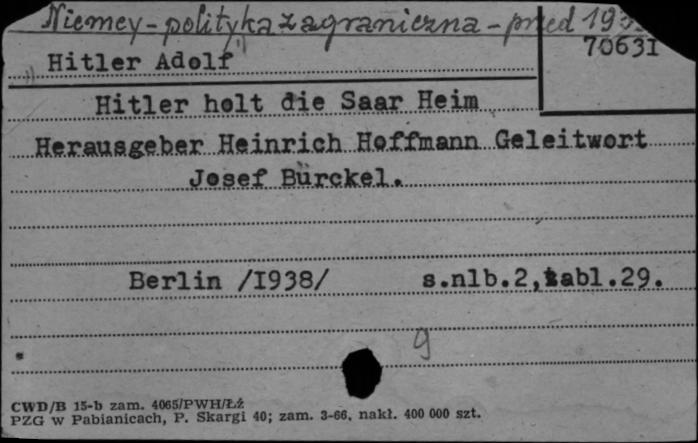 Niemcy - polityka zagraniczna - przed
70631
"Hitler Adolf"
Hitler holt die Saar Heim
Herausgeber Heinrich Hoffmann Geleitwort
Josef Bürckel.
Berlin /I938/ s.nlb.2,tabl.29.
9
CWD/B 15-b zam. 4065/PWH/Łź
PZG w Pabianicach, P. Skargi 40; zam. 3-66, nakł. 400 000 szt.